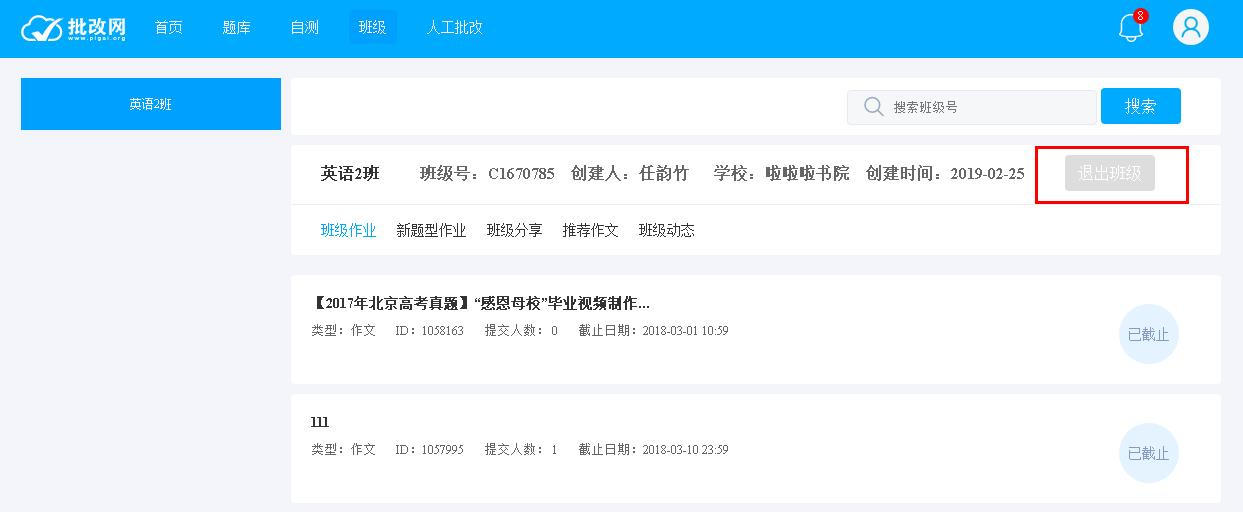 批改网 首页 题库 自测 班级 人工批改 8
www.pigai.org
英语2班
搜索班级号 搜索
英语2班 班级号：C1670785 创建人：任韵竹 学校：啦啦啦书院 创建时间：2019-02-25 退出班级
班级作业 新题型作业 班级分享 推荐作文 班级动态
【2017年北京高考真题】“感恩母校”毕业视频制作...
类型：作文 ID：1058163 提交人数： 0 截止日期：2018-03-01 10:59
已截止
111
类型：作文 ID：1057995 提交人数： 1 截止日期：2018-03-10 23:59
已截止